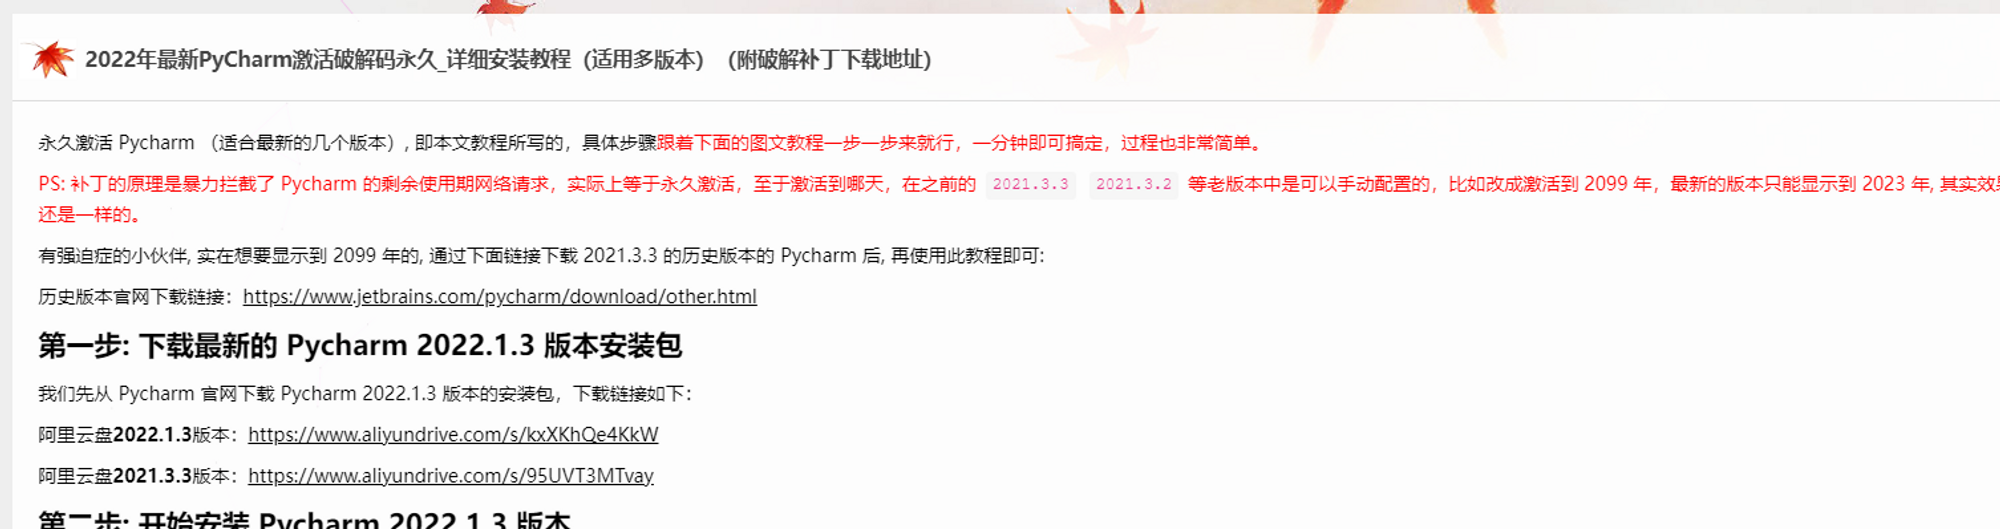 2022年最新PyCharm激活破解码永久_详细安装教程（适用多版本）（附破解补丁下载地址）
永久激活 Pycharm （适合最新的几个版本）, 即本文教程所写的，具体步骤跟着下面的图文教程一步一步来就行，一分钟即可搞定，过程也非常简单。
PS: 补丁的原理是暴力拦截了 Pycharm 的剩余使用期网络请求，实际上等于永久激活，至于激活到哪天，在之前的 2021.3.3 2021.3.2 等老版本中是可以手动配置的，比如改成激活到 2099 年，最新的版本只能显示到 2023 年, 其实效果
还是一样的。
有强迫症的小伙伴, 实在想要显示到 2099 年的, 通过下面链接下载 2021.3.3 的历史版本的 Pycharm 后, 再使用此教程即可:
历史版本官网下载链接：https://www.jetbrains.com/pycharm/download/other.html
第一步: 下载最新的 Pycharm 2022.1.3 版本安装包
我们先从 Pycharm 官网下载 Pycharm 2022.1.3 版本的安装包，下载链接如下：
阿里云盘2022.1.3版本：https://www.aliyundrive.com/s/kxXKhQe4KkW
阿里云盘2021.3.3版本：https://www.aliyundrive.com/s/95UVT3MTvay
第二步: 开始安装 Pycharm 2022.1.3 版本